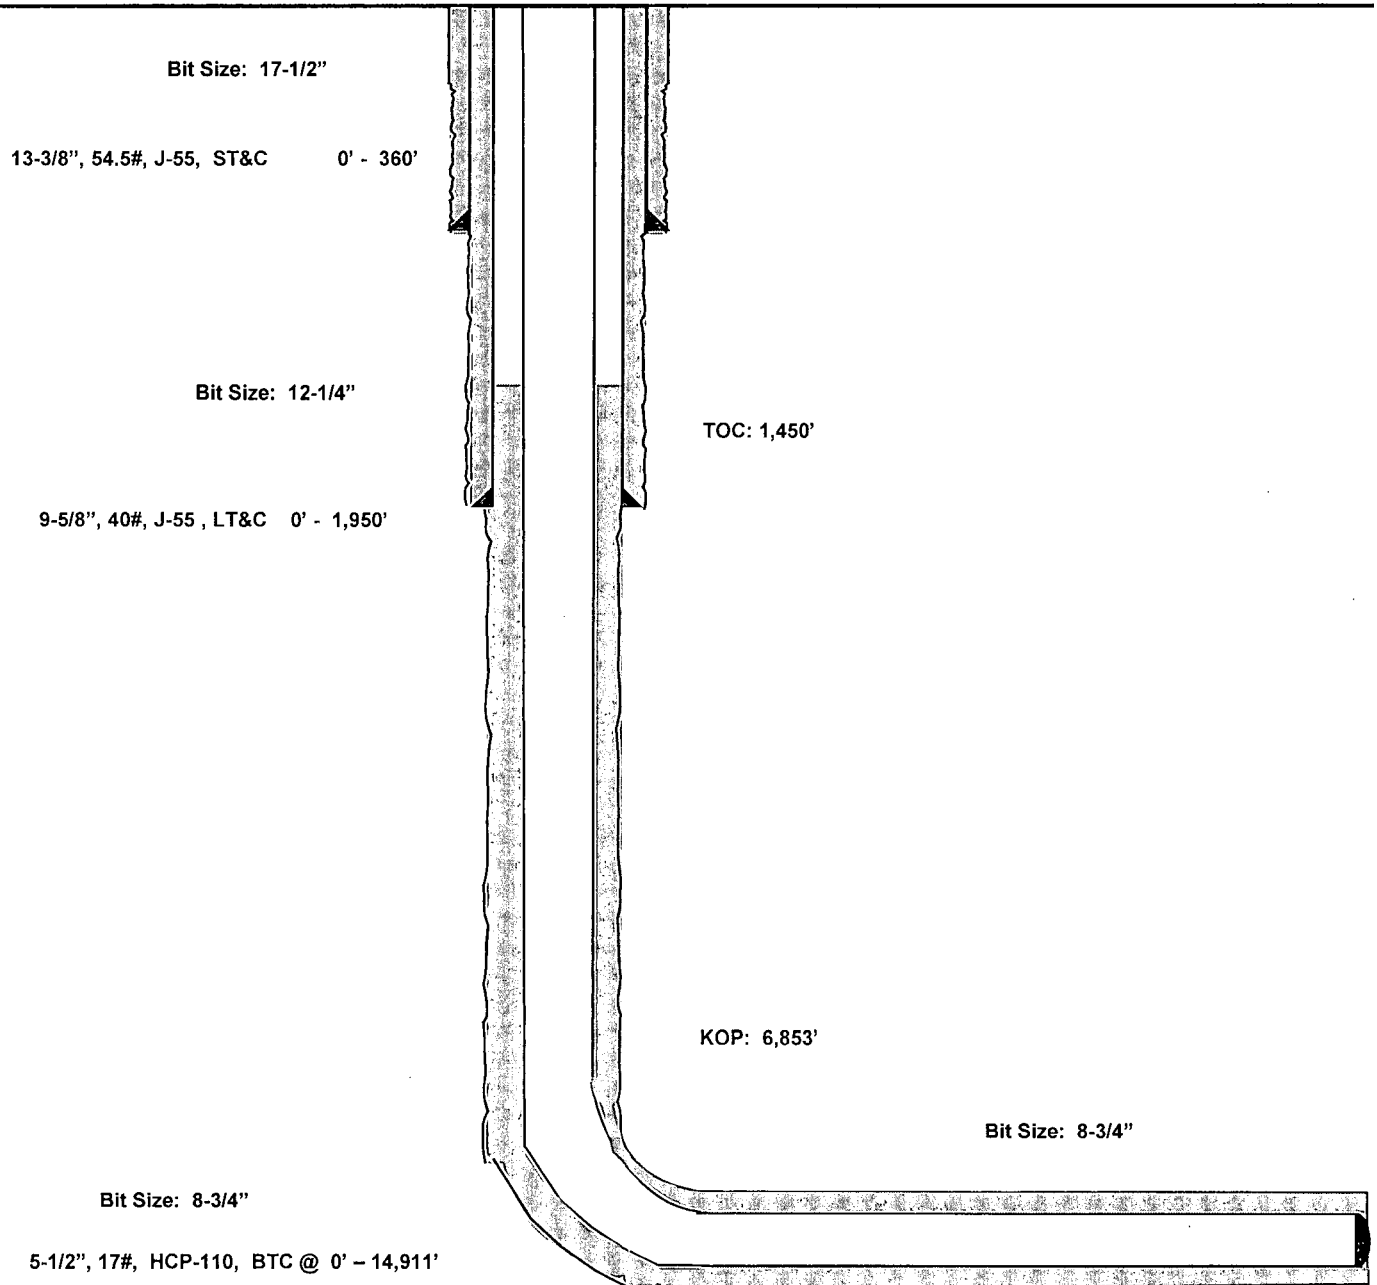 Bit Size: 17-1/2”
13-3/8”, 54.5#, J-55, ST&C 0' - 360'
Bit Size: 12-1/4”
TOC: 1,450’
9-5/8”, 40#, J-55 , LT&C 0' - 1,950’
KOP: 6,853’
Bit Size: 8-3/4”
Bit Size: 8-3/4”
5-1/2”, 17#, HCP-110, BTC @ 0’ – 14,911’